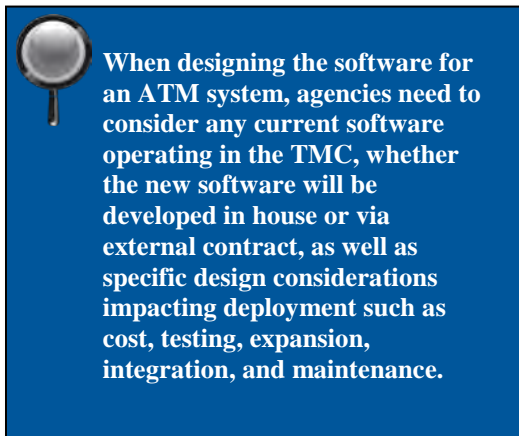 When designing the software for
an ATM system, agencies need to
consider any current software
operating in the TMC, whether
the new software will be
developed in house or via
external contract, as well as
specific design considerations
impacting deployment such as
cost, testing, expansion,
integration, and maintenance.